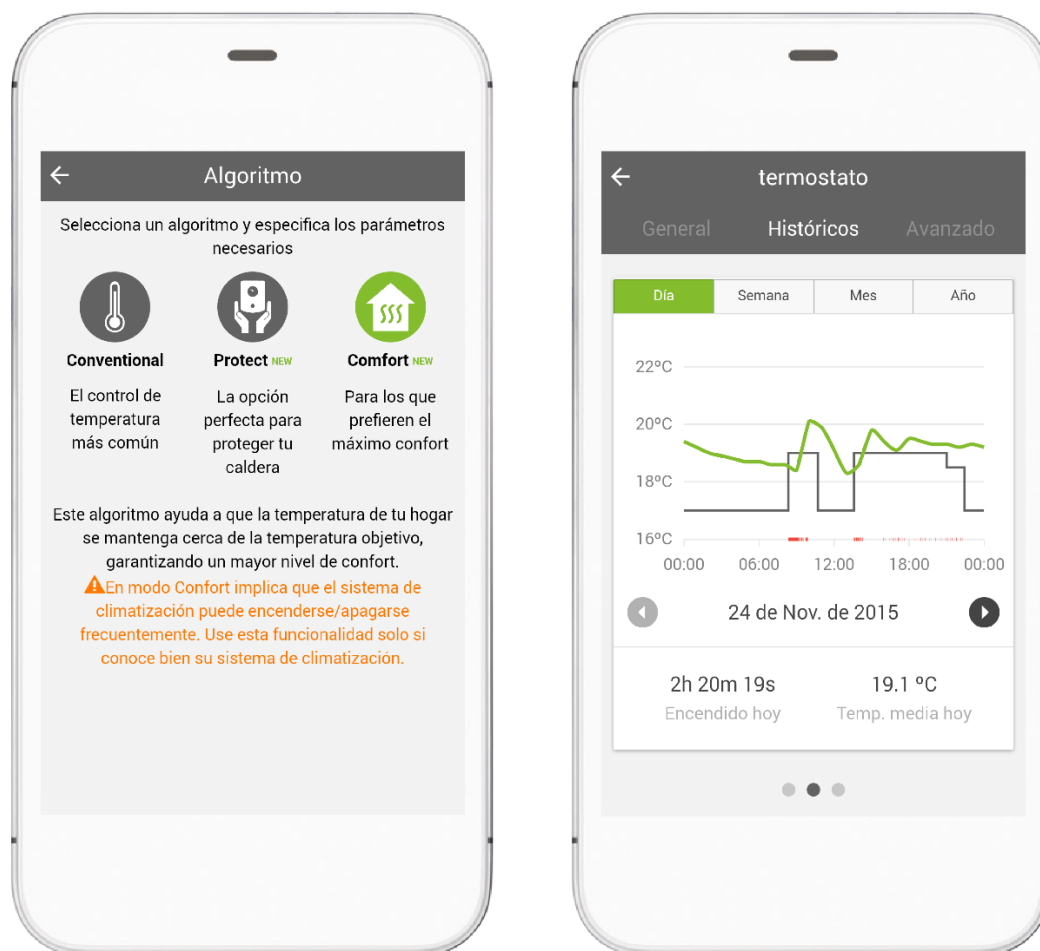 Algoritmo
Selecciona un algoritmo y especifica los parámetros
necesarios
Conventional
El control de
temperatura
más común
Protect NEW
La opción
perfecta para
proteger tu
caldera
Comfort NEW
Para los que
prefieren el
máximo confort
Este algoritmo ayuda a que la temperatura de tu hogar
se mantenga cerca de la temperatura objetivo,
garantizando un mayor nivel de confort.
En modo Confort implica que el sistema de
climatización puede encenderse/apagarse
frecuentemente. Use esta funcionalidad solo si
conoce bien su sistema de climatización.
termostato
General Históricos Avanzado
Día Semana Mes Año
22ºC
20ºC
18ºC
16ºC
00:00 06:00 12:00 18:00 00:00
24 de Nov. de 2015
2h 20m 19s 19.1 ºC
Encendido hoy Temp. media hoy